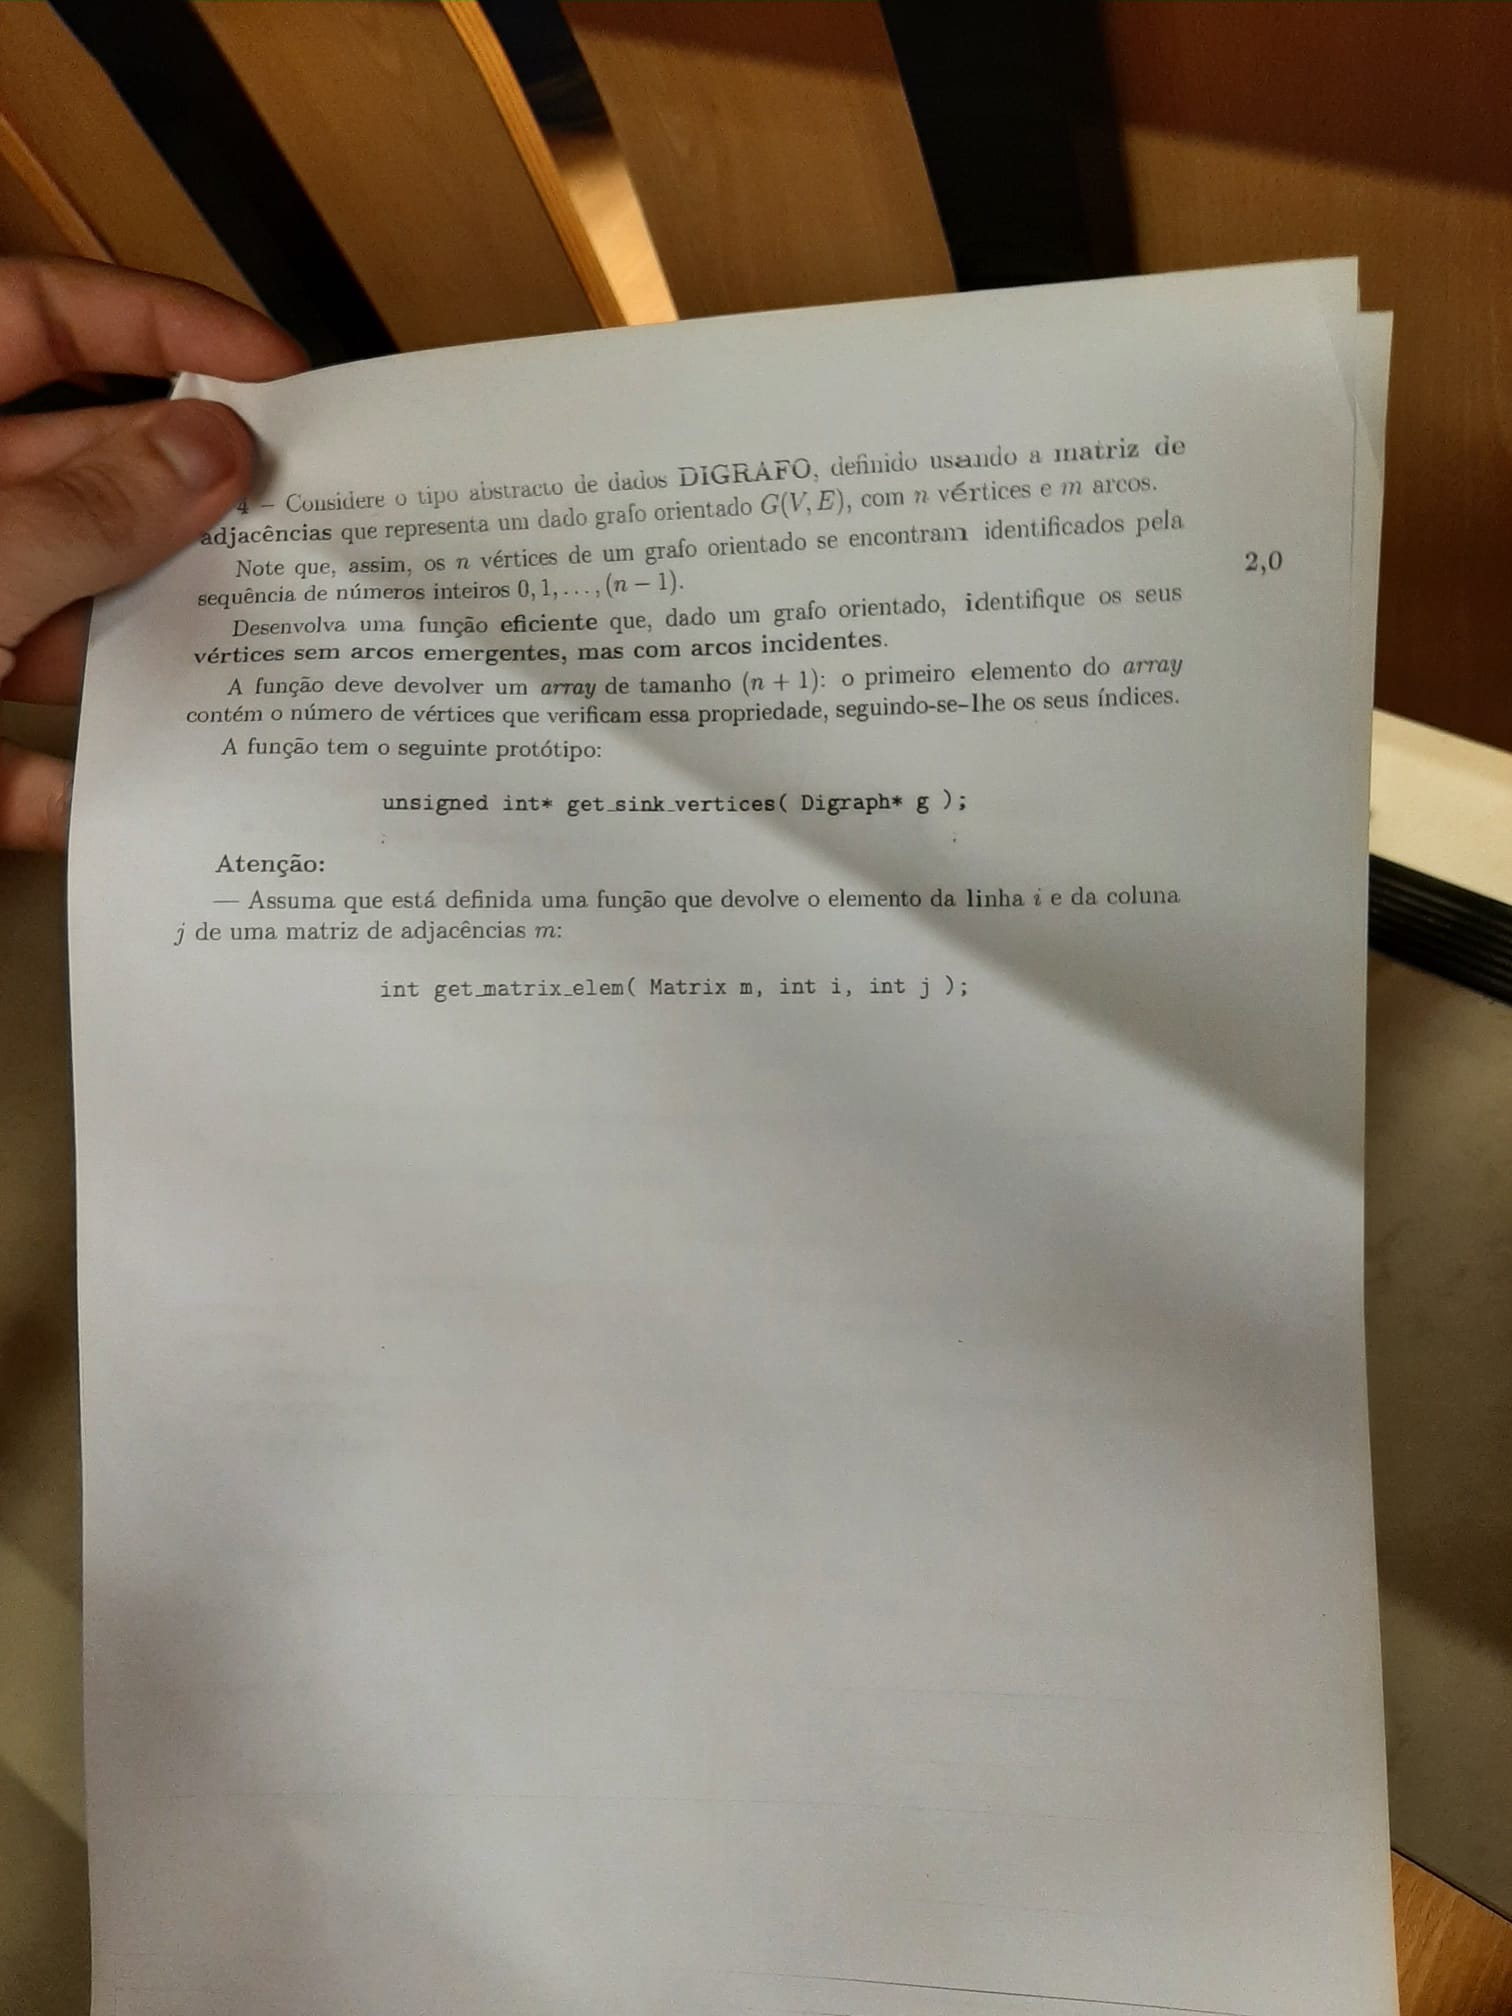 4 – Considere o tipo abstracto de dados DIGRAFO, definido usando a matriz de
adjacências que representa um dado grafo orientado G(V, E), com n vértices e m arcos.
Note que, assim, os n vértices de um grafo orientado se encontram identificados pela
sequência de números inteiros 0, 1, . . . , (n − 1).
2,0
Desenvolva uma função eficiente que, dado um grafo orientado, identifique os seus
vértices sem arcos emergentes, mas com arcos incidentes.
A função deve devolver um array de tamanho (n + 1): o primeiro elemento do array
contém o número de vértices que verificam essa propriedade, seguindo-se-lhe os seus índices.
A função tem o seguinte protótipo:
unsigned int* get_sink_vertices( Digraph* g );
Atenção:
— Assuma que está definida uma função que devolve o elemento da linha i e da coluna
j de uma matriz de adjacências m:
int get_matrix_elem( Matrix m, int i, int j );